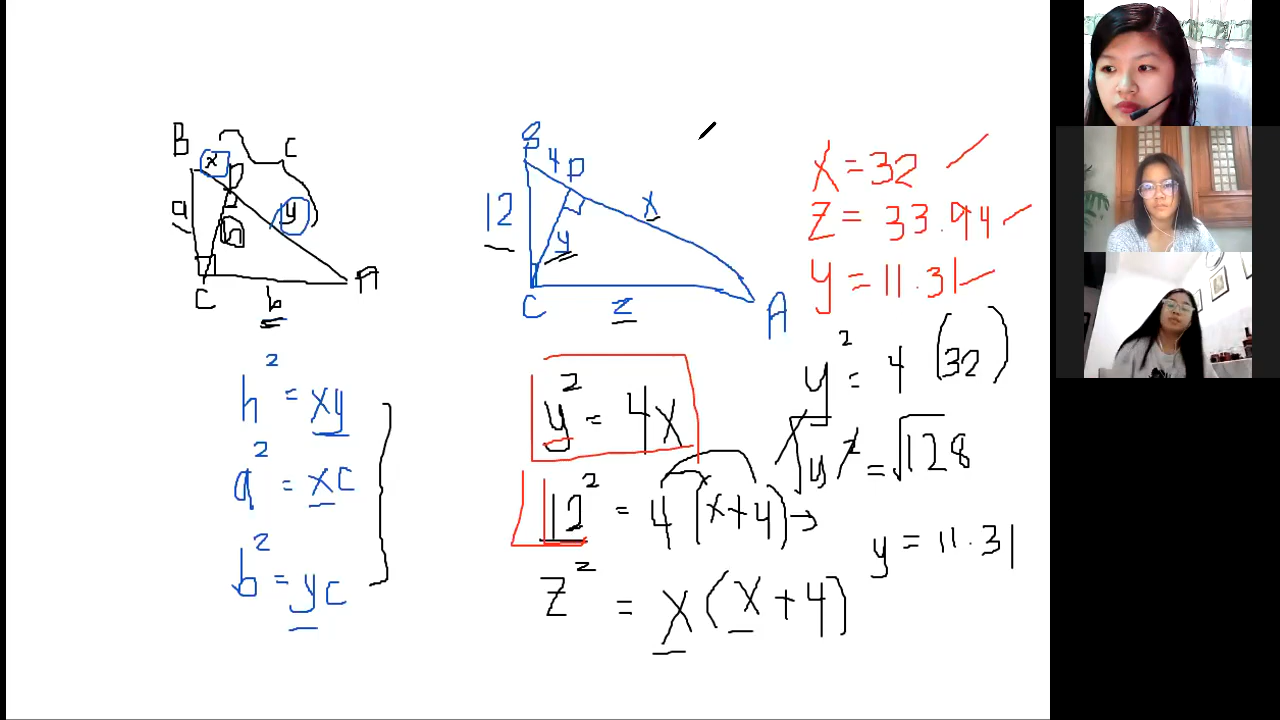 B
x
C
D
a
h
y
C
b
A
h² = xy
a² = xc
b² = yc
B
4
D
12
x
y
C
z
A
y² = 4x
12² = 4(x+4) →
z² = x(x+4)
x = 32
z = 33.94
y = 11.31
y² = 4(32)
√y² = √128
y = 11.31